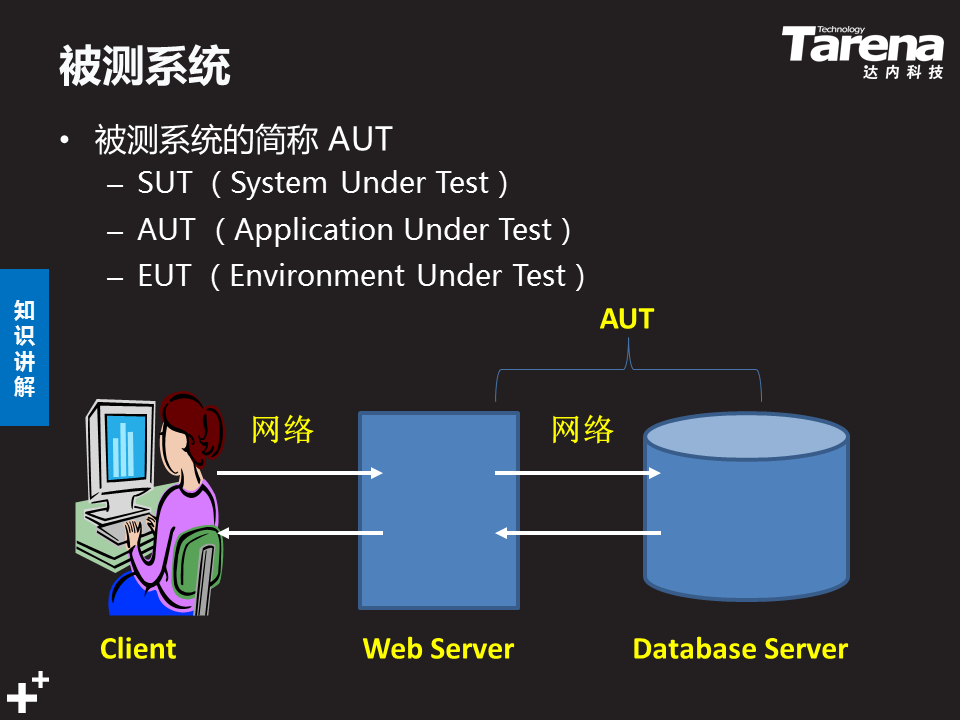 被测系统
Technology
Tarena
达内科技
• 被测系统的简称 AUT
– SUT （System Under Test）
– AUT （Application Under Test）
– EUT （Environment Under Test）
知识讲解
AUT
网络
网络
Client
Web Server
Database Server